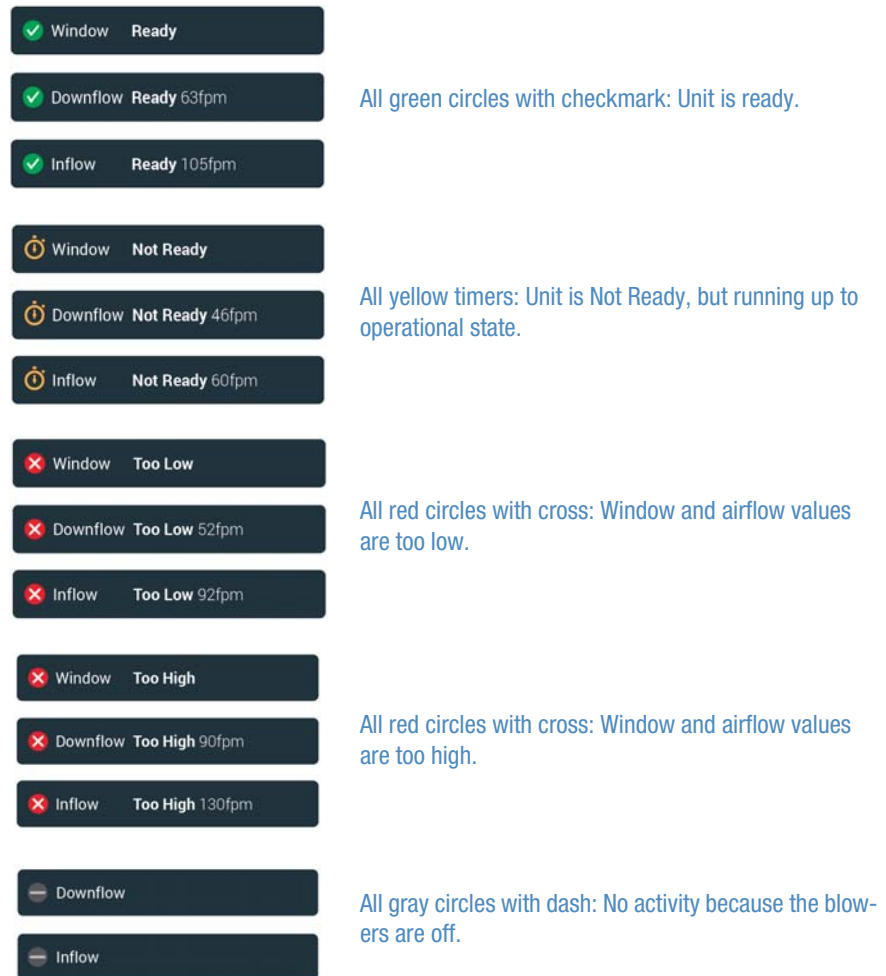 Window Ready
Downflow Ready 63fpm
All green circles with checkmark: Unit is ready.
Inflow Ready 105fpm
Window Not Ready
Downflow Not Ready 46fpm
All yellow timers: Unit is Not Ready, but running up to
operational state.
Inflow Not Ready 60fpm
Window Too Low
Downflow Too Low 52fpm
All red circles with cross: Window and airflow values
are too low.
Inflow Too Low 92fpm
Window Too High
Downflow Too High 90fpm
All red circles with cross: Window and airflow values
are too high.
Inflow Too High 130fpm
Downflow
All gray circles with dash: No activity because the blow-
ers are off.
Inflow